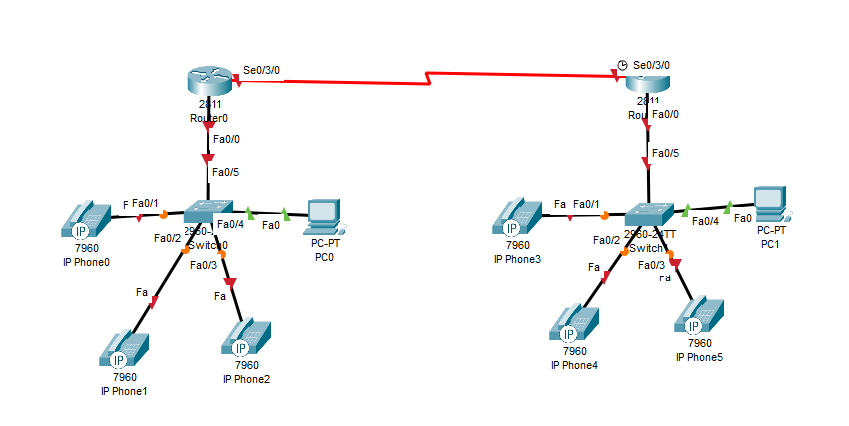 Se0/3/0
Se0/3/0
2811
Router0
2811
Rou
Fa0/0
Fa0/0
Fa0/5
Fa0/5
F Fa0/1
7960
IP Phone0
IP
Fa0/2
2960-
Switch0
Fa0/4
Fa0
PC-PT
PC0
Fa0/3
Fa
Fa
IP
7960
IP Phone1
IP
7960
IP Phone2
Fa Fa0/1
IP
7960
IP Phone3
Fa0/2
2960-24TT
Switch
Fa0/4
Fa0
PC-PT
PC1
Fa0/3
Fa
Fa
IP
7960
IP Phone4
IP
7960
IP Phone5